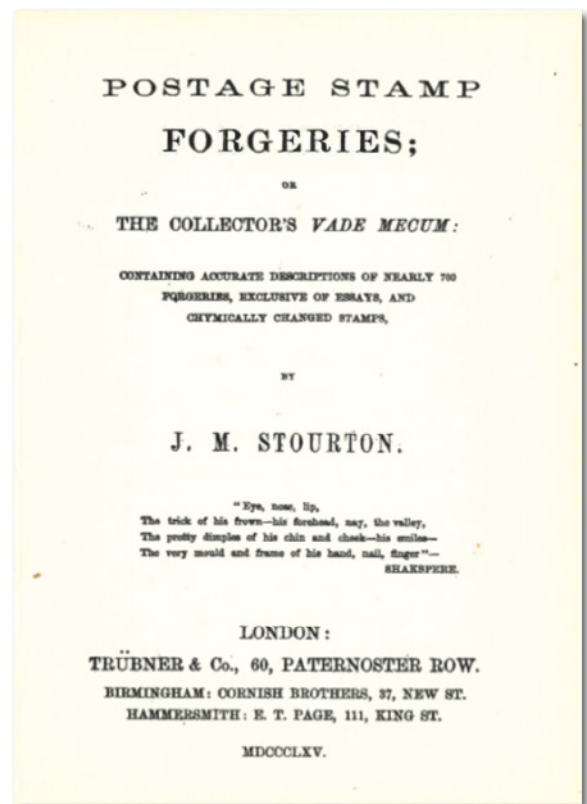 POSTAGE STAMP
FORGERIES;
OR
THE COLLECTOR'S VADE MECUM:
CONTAINING ACCURATE DESCRIPTIONS OF NEARLY 700
FORGERIES, EXCLUSIVE OF ESSAYS, AND
CHYMICALLY CHANGED STAMPS,
BY
J. M. STOURTON.
"Eye, nose, lip,
The trick of his frown—his forehead, nay, the valley,
The pretty dimples of his chin and cheek—his smiles—
The very mould and frame of his hand, nail, finger"—
SHAKSPERE.
LONDON:
TRÜBNER & Co., 60, PATERNOSTER ROW.
BIRMINGHAM: CORNISH BROTHERS, 37, NEW ST.
HAMMERSMITH: E. T. PAGE, 111, KING ST.
MDCCCLXV.